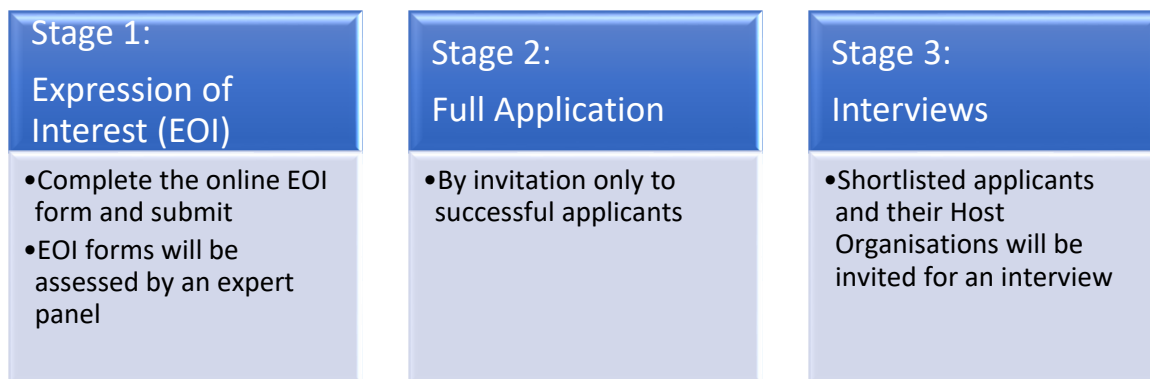 Stage 1:
Expression of
Interest (EOI)
•Complete the online EOI
form and submit
•EOI forms will be
assessed by an expert
panel
Stage 2:
Full Application
•By invitation only to
successful applicants
Stage 3:
Interviews
•Shortlisted applicants
and their Host
Organisations will be
invited for an interview